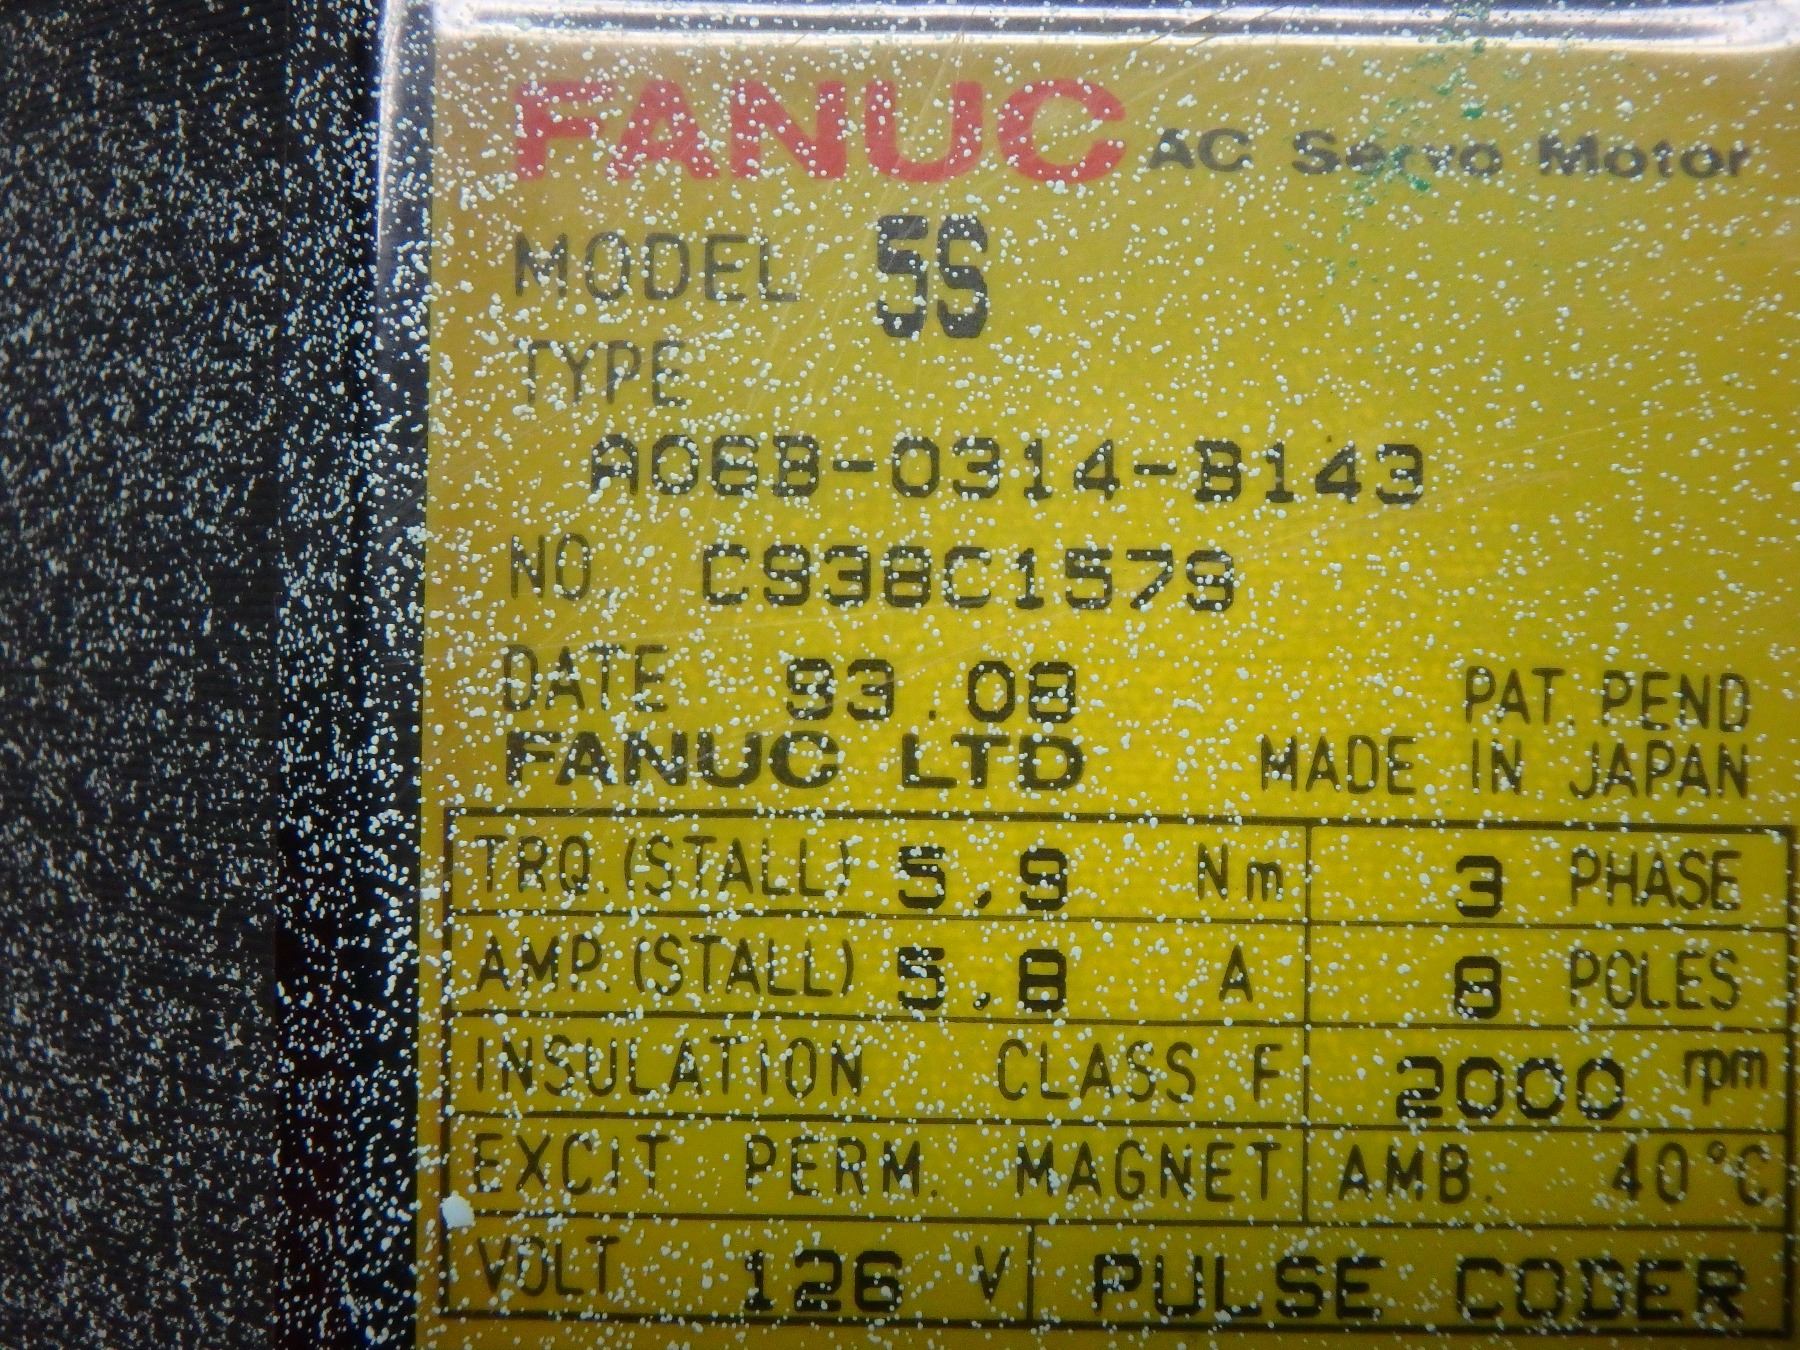 FANUC AC Servo Motor
MODEL 5S
TYPE
A06B-0314-B143
NO. C938C1579
DATE 93.08
FANUC LTD
PAT. PEND
MADE IN JAPAN
TRQ.(STALL) 5.9 Nm 3 PHASE
AMP.(STALL) 5.8 A 8 POLES
INSULATION CLASS F 2000 rpm
EXCIT PERM. MAGNET AMB. 40°C
VOLT 126 V PULSE CODER